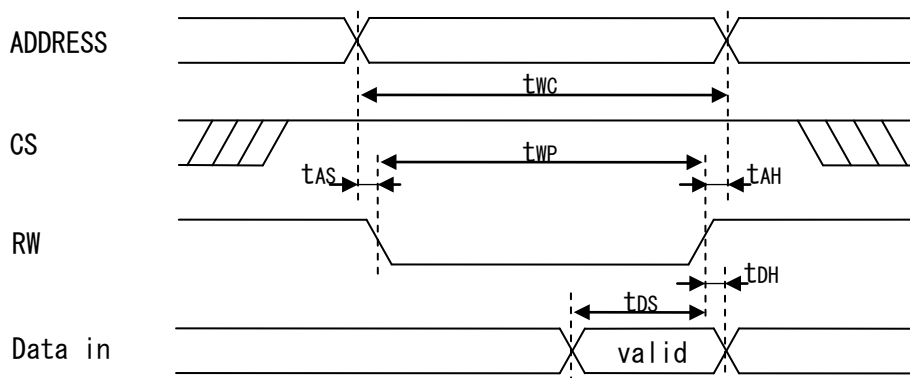 ADDRESS
tWC
CS
tWP
tAS
tAH
RW
tDH
tDS
Data in
valid